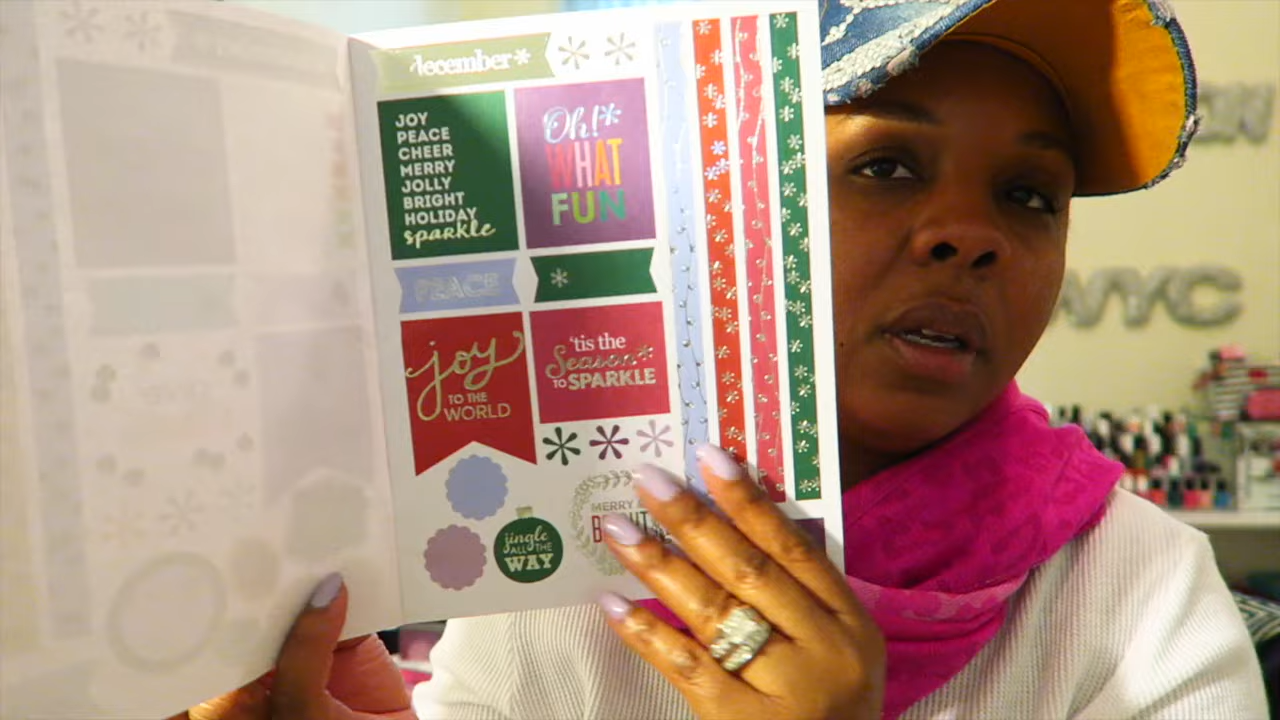 december*
JOY
PEACE
CHEER
MERRY
JOLLY
BRIGHT
HOLIDAY
sparkle
Oh!*
WHAT
FUN
PEACE
joy
TO THE
WORLD
'tis the
Season*
TO SPARKLE
jingle
ALL THE
WAY
MERRY
NYC